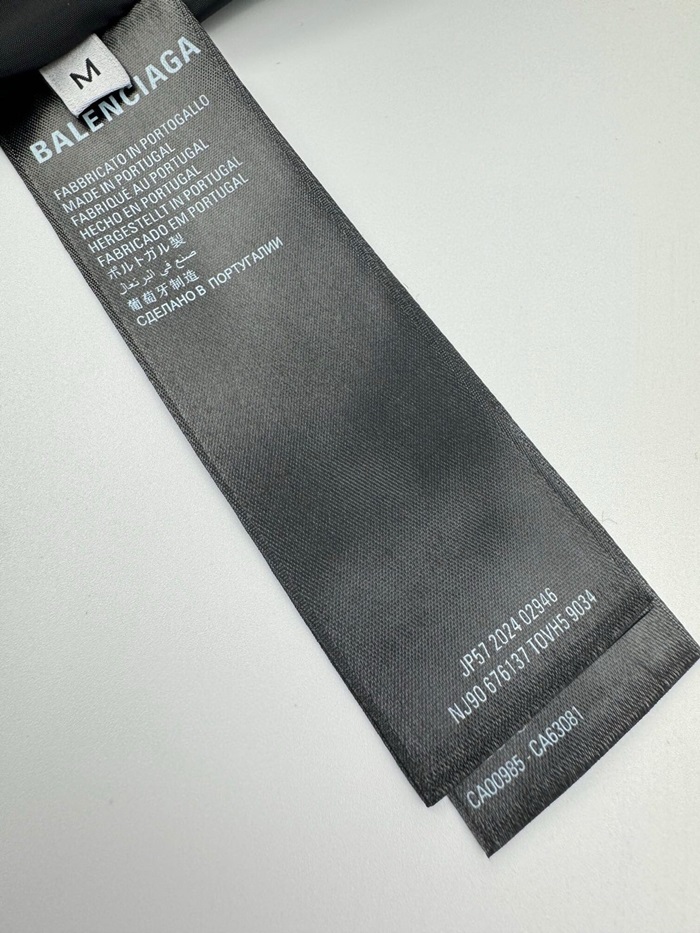 M
BALENCIAGA
FABBRICATO IN PORTOGALLO
MADE IN PORTUGAL
FABRIQUÉ AU PORTUGAL
HECHO EN PORTUGAL
HERGESTELLT IN PORTUGAL
FABRICADO EM PORTUGAL
ポルトガル製
صنع في البرتغال
葡萄牙制造
СДЕЛАНО В ПОРТУГАЛИИ
JP57 2024 02946
NJ90 676137 TOVH5 9034
CA00985 - CA63081